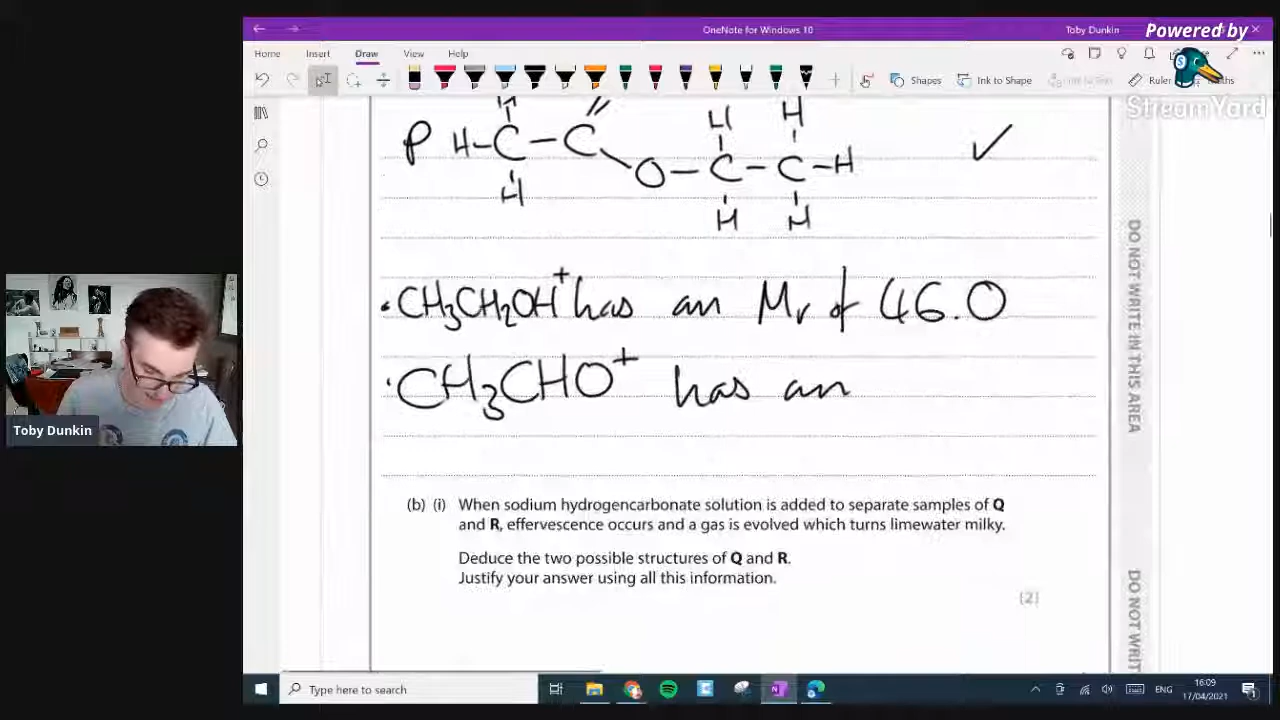 OneNote for Windows 10
Toby Dunkin
Powered by
StreamYard
Home Insert Draw View Help
Shapes Ink to Shape Ruler
P H-C-C
H
O-C-C-H
H H
H H
✓
·CH3CH2OH+ has an Mr of 46.0
·CH3CHO+ has an
(b) (i) When sodium hydrogencarbonate solution is added to separate samples of Q
and R, effervescence occurs and a gas is evolved which turns limewater milky.
Deduce the two possible structures of Q and R.
Justify your answer using all this information.
(2)
DO NOT WRITE IN THIS AREA
DO NOT WRIT
Toby Dunkin
Type here to search
ENG
16:09
17/04/2021